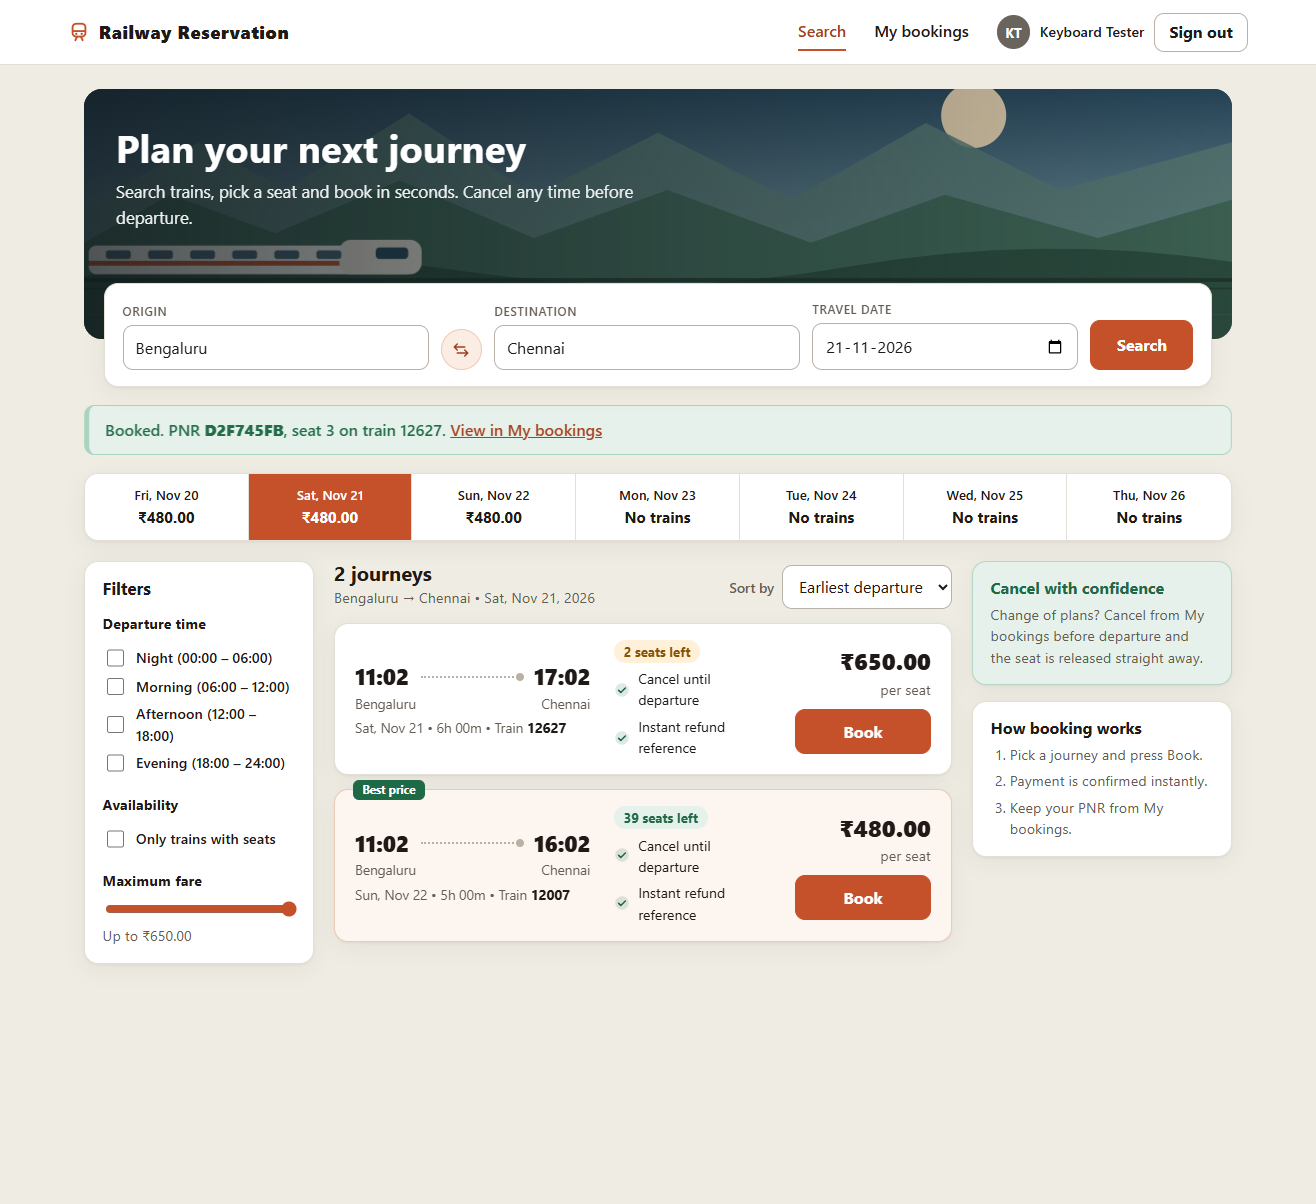 Railway Reservation
Search
My bookings
KT
Keyboard Tester
Sign out
Plan your next journey
Search trains, pick a seat and book in seconds. Cancel any time before
departure.
ORIGIN
DESTINATION
TRAVEL DATE
Bengaluru
Chennai
21-11-2026
Search
Booked. PNR D2F745FB, seat 3 on train 12627. View in My bookings
Fri, Nov 20
₹480.00
Sat, Nov 21
₹480.00
Sun, Nov 22
₹480.00
Mon, Nov 23
No trains
Tue, Nov 24
No trains
Wed, Nov 25
No trains
Thu, Nov 26
No trains
Filters
Departure time
Night (00:00 – 06:00)
Morning (06:00 – 12:00)
Afternoon (12:00 –
18:00)
Evening (18:00 – 24:00)
Availability
Only trains with seats
Maximum fare
Up to ₹650.00
2 journeys
Bengaluru → Chennai • Sat, Nov 21, 2026
Sort by
Earliest departure
11:02
17:02
Bengaluru
Chennai
Sat, Nov 21 • 6h 00m • Train 12627
2 seats left
Cancel until
departure
Instant refund
reference
₹650.00
per seat
Book
Best price
11:02
16:02
Bengaluru
Chennai
Sun, Nov 22 • 5h 00m • Train 12007
39 seats left
Cancel until
departure
Instant refund
reference
₹480.00
per seat
Book
Cancel with confidence
Change of plans? Cancel from My
bookings before departure and
the seat is released straight away.
How booking works
1. Pick a journey and press Book.
2. Payment is confirmed instantly.
3. Keep your PNR from My
bookings.